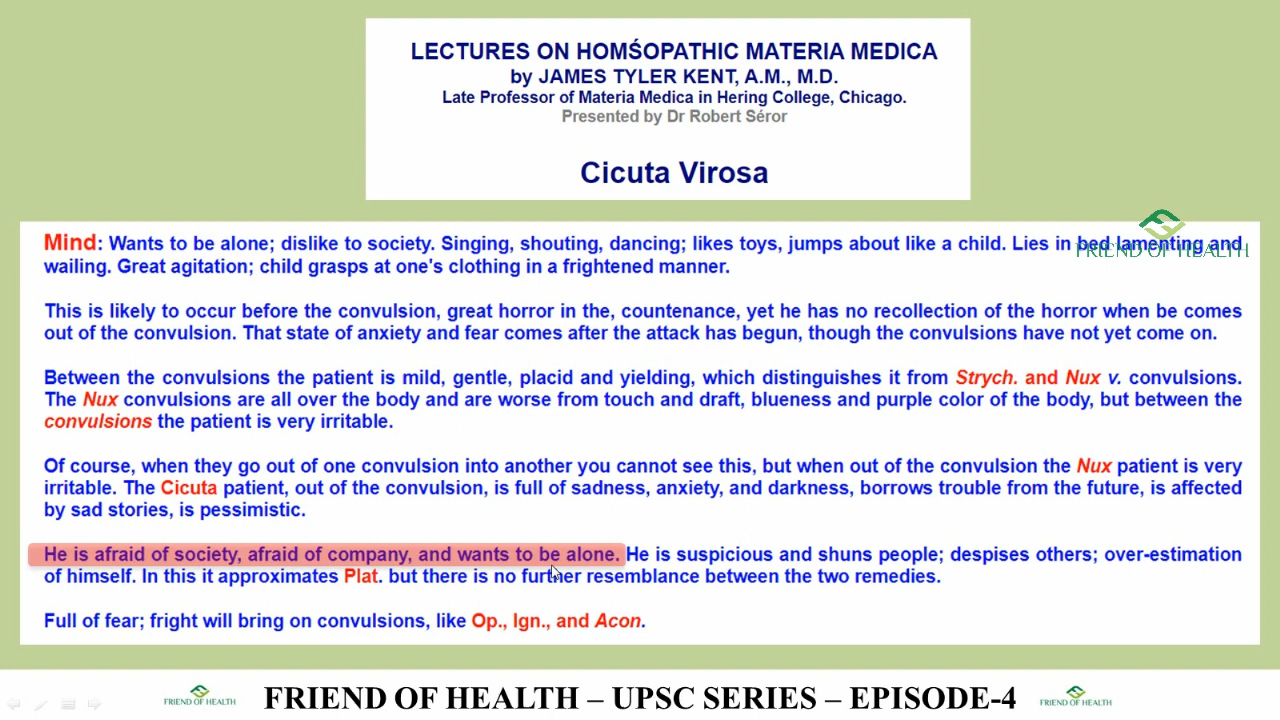 LECTURES ON HOMŚOPATHIC MATERIA MEDICA
by JAMES TYLER KENT, A.M., M.D.
Late Professor of Materia Medica in Hering College, Chicago.
Presented by Dr Robert Séror
Cicuta Virosa
Mind: Wants to be alone; dislike to society. Singing, shouting, dancing; likes toys, jumps about like a child. Lies in bed lamenting and
FRIEND OF HEALTH
wailing. Great agitation; child grasps at one's clothing in a frightened manner.
This is likely to occur before the convulsion, great horror in the, countenance, yet he has no recollection of the horror when be comes
out of the convulsion. That state of anxiety and fear comes after the attack has begun, though the convulsions have not yet come on.
Between the convulsions the patient is mild, gentle, placid and yielding, which distinguishes it from Strych. and Nux v. convulsions.
The Nux convulsions are all over the body and are worse from touch and draft, blueness and purple color of the body, but between the
convulsions the patient is very irritable.
Of course, when they go out of one convulsion into another you cannot see this, but when out of the convulsion the Nux patient is very
irritable. The Cicuta patient, out of the convulsion, is full of sadness, anxiety, and darkness, borrows trouble from the future, is affected
by sad stories, is pessimistic.
He is afraid of society, afraid of company, and wants to be alone. He is suspicious and shuns people; despises others; over-estimation
of himself. In this it approximates Plat. but there is no further resemblance between the two remedies.
Full of fear; fright will bring on convulsions, like Op., Ign., and Acon.
FRIEND OF HEALTH
FRIEND OF HEALTH – UPSC SERIES – EPISODE-4
FRIEND OF HEALTH